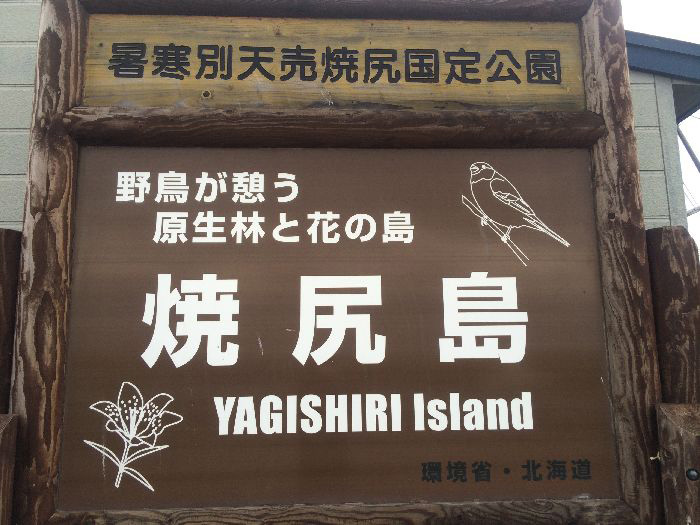 暑寒別天売焼尻国定公園
野鳥が憩う
原生林と花の島
焼尻島
YAGISHIRI Island
環境省・北海道